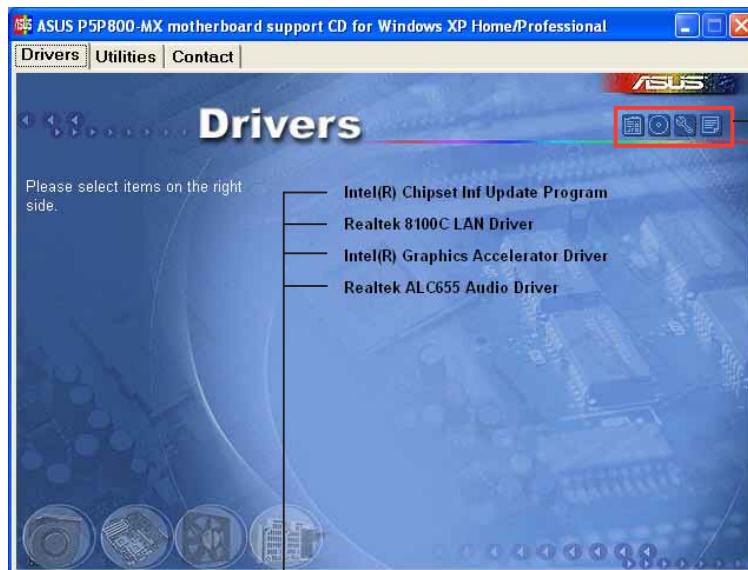 ASUS P5P800-MX motherboard support CD for Windows XP Home/Professional
Drivers Utilities Contact
ASUS
Drivers
Please select items on the right
side.
Intel(R) Chipset Inf Update Program
Realtek 8100C LAN Driver
Intel(R) Graphics Accelerator Driver
Realtek ALC655 Audio Driver